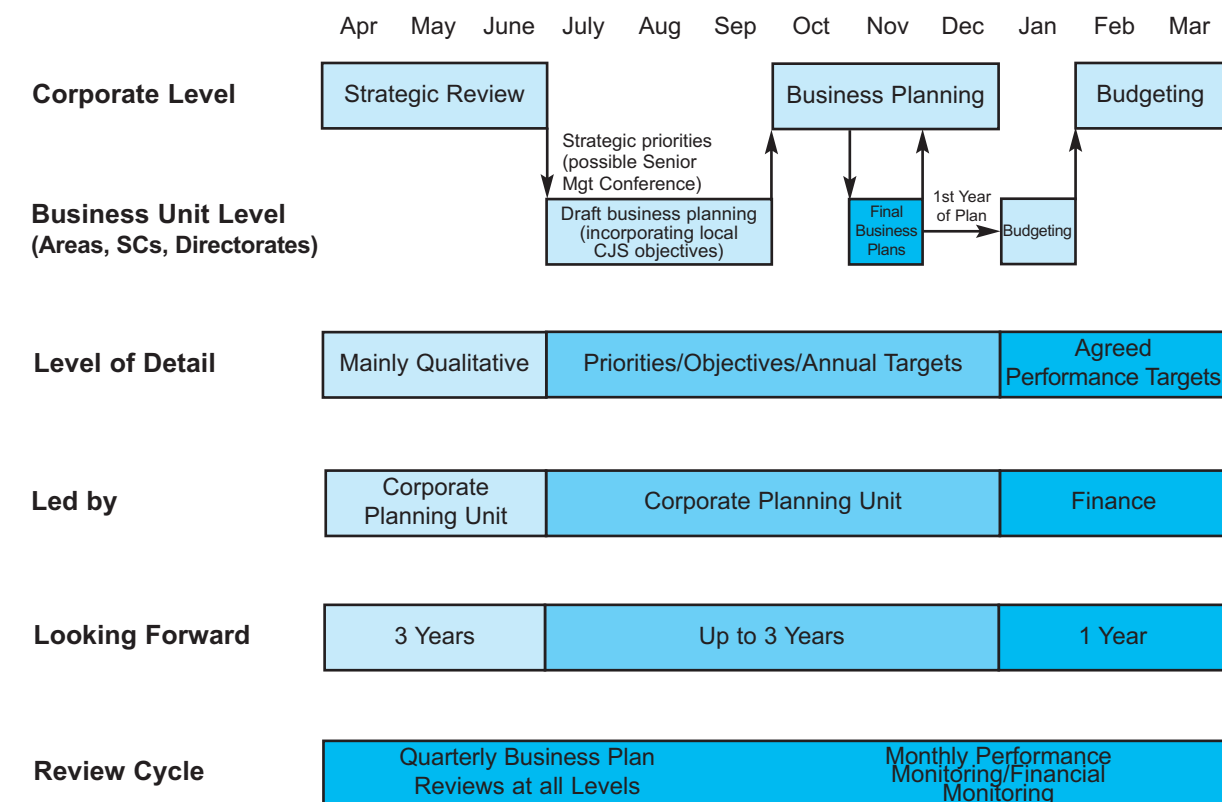 Apr May June July Aug Sep Oct Nov Dec Jan Feb Mar
Corporate Level
Strategic Review
Business Planning
Budgeting
Strategic priorities
(possible Senior
Mgt Conference)
Business Unit Level
(Areas, SCs, Directorates)
Draft business planning
(incorporating local
CJS objectives)
Final
Business
Plans
1st Year
of Plan
Budgeting
Level of Detail
Mainly Qualitative
Priorities/Objectives/Annual Targets
Agreed
Performance Targets
Led by
Corporate
Planning Unit
Corporate Planning Unit
Finance
Looking Forward
3 Years
Up to 3 Years
1 Year
Review Cycle
Quarterly Business Plan
Reviews at all Levels
Monthly Performance
Monitoring/Financial
Monitoring